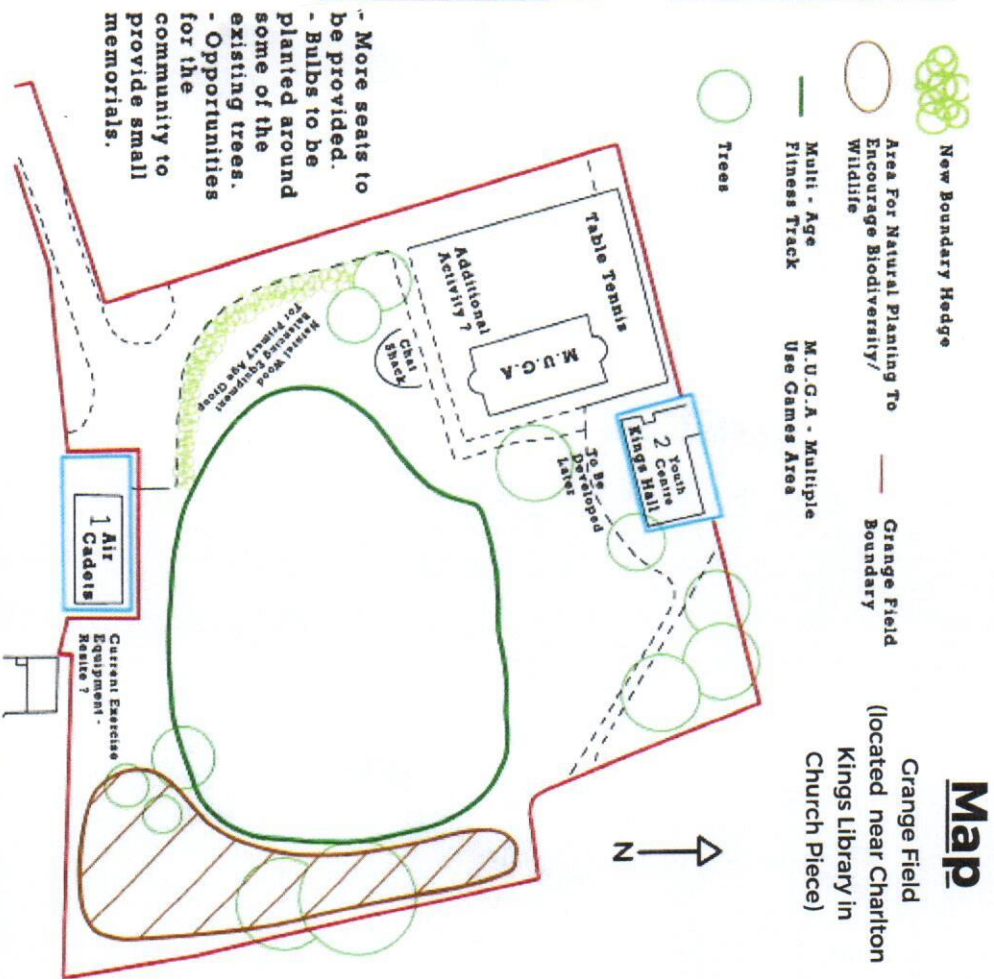 Map
Grange Field
(located near Charlton
Kings Library in
Church Piece)
N
New Boundary Hedge
Area For Natural Planting To
Encourage Biodiversity/
Wildlife
Grange Field
Boundary
Multi - Age
Fitness Track
M.U.G.A - Multiple
Use Games Area
Trees
- More seats to
be provided.
- Bulbs to be
planted around
some of the
existing trees.
- Opportunities
for the
community to
provide small
memorials.
Table Tennis
M.U.G.A
Additional
Activity ?
Youth
2 Centre
Kings Hall
To Be
Developed
Later
Chat
Shack
Natural Wood
Balancing Equipment
For Primary Age Group
1 Air
Cadets
Current Exercise
Equipment -
Resite ?